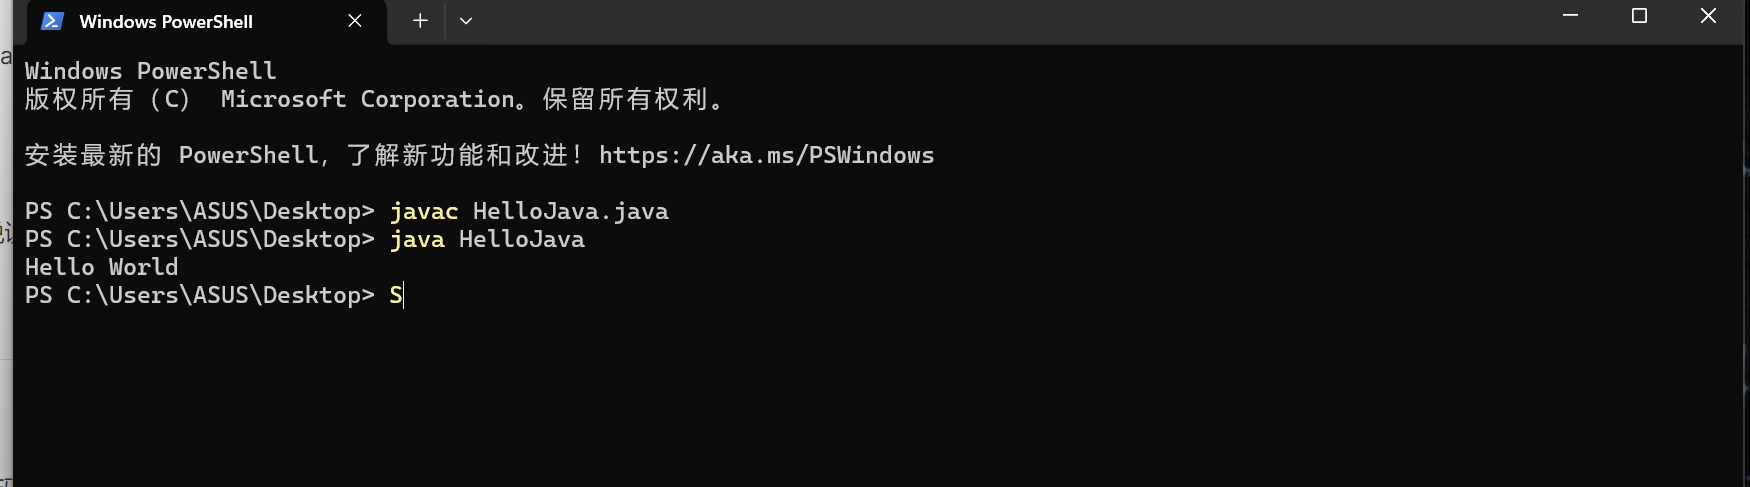 Windows PowerShell
Windows PowerShell
版权所有（C） Microsoft Corporation。保留所有权利。
安装最新的 PowerShell，了解新功能和改进！https://aka.ms/PSWindows
PS C:\Users\ASUS\Desktop> javac HelloJava.java
PS C:\Users\ASUS\Desktop> java HelloJava
Hello World
PS C:\Users\ASUS\Desktop> S